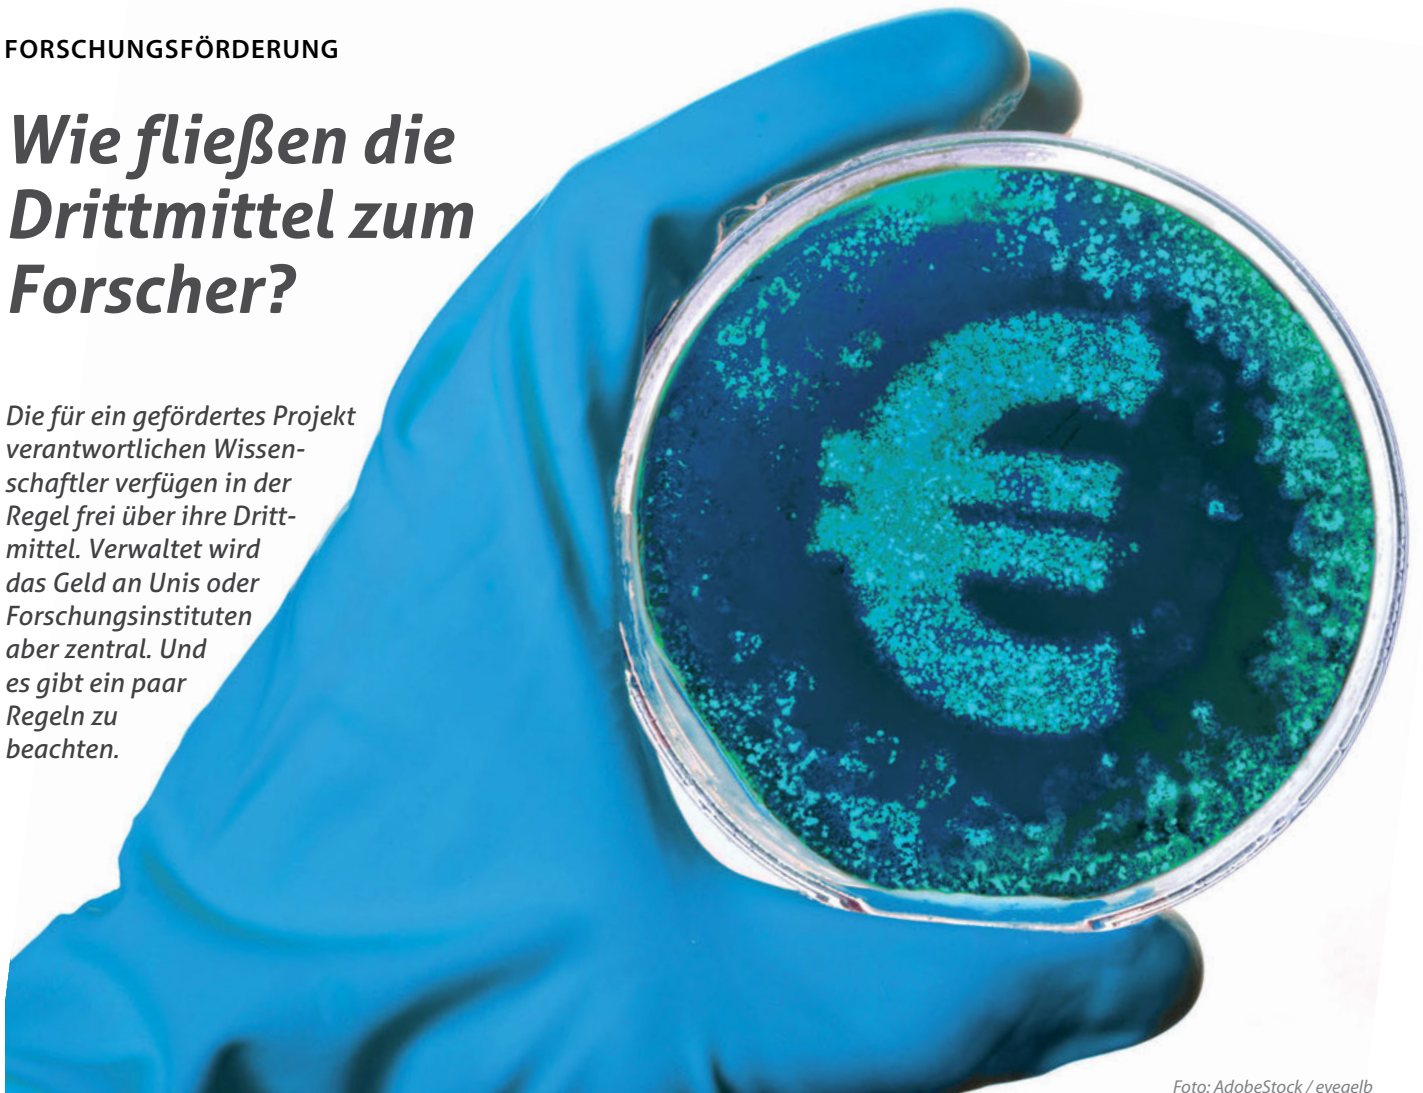 FORSCHUNGSFÖRDERUNG
Wie fließen die
Drittmittel zum
Forscher?
Die für ein gefördertes Projekt
verantwortlichen Wissen-
schaftler verfügen in der
Regel frei über ihre Dritt-
mittel. Verwaltet wird
das Geld an Unis oder
Forschungsinstituten
aber zentral. Und
es gibt ein paar
Regeln zu
beachten.
€
Foto: AdobeStock / evegelb